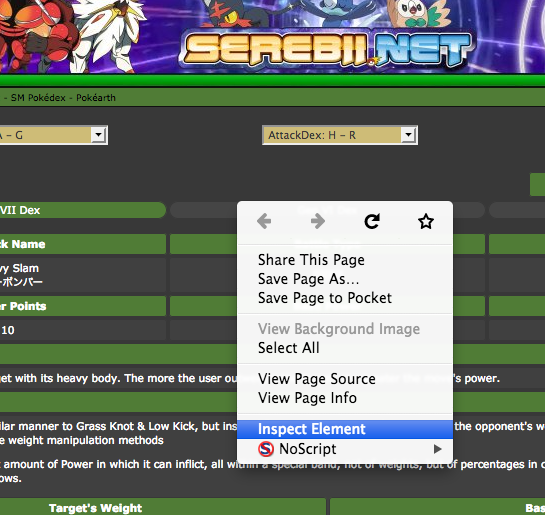 SEREBII.NET
- SM Pokédex - Pokéarth
A - G
AttackDex: H - R
VII Dex
ck Name
vy Slam
ーボンバー
r Points
10
Share This Page
Save Page As...
Save Page to Pocket
View Background Image
Select All
View Page Source
View Page Info
Inspect Element
NoScript
get with its heavy body. The more the user ou
's power.
ilar manner to Grass Knot & Low Kick, but ins
the opponent's w
e weight manipulation methods
t amount of Power in which it can inflict, all within a special band, not of weights, but of percentages in c
ows.
Target's Weight
Bas